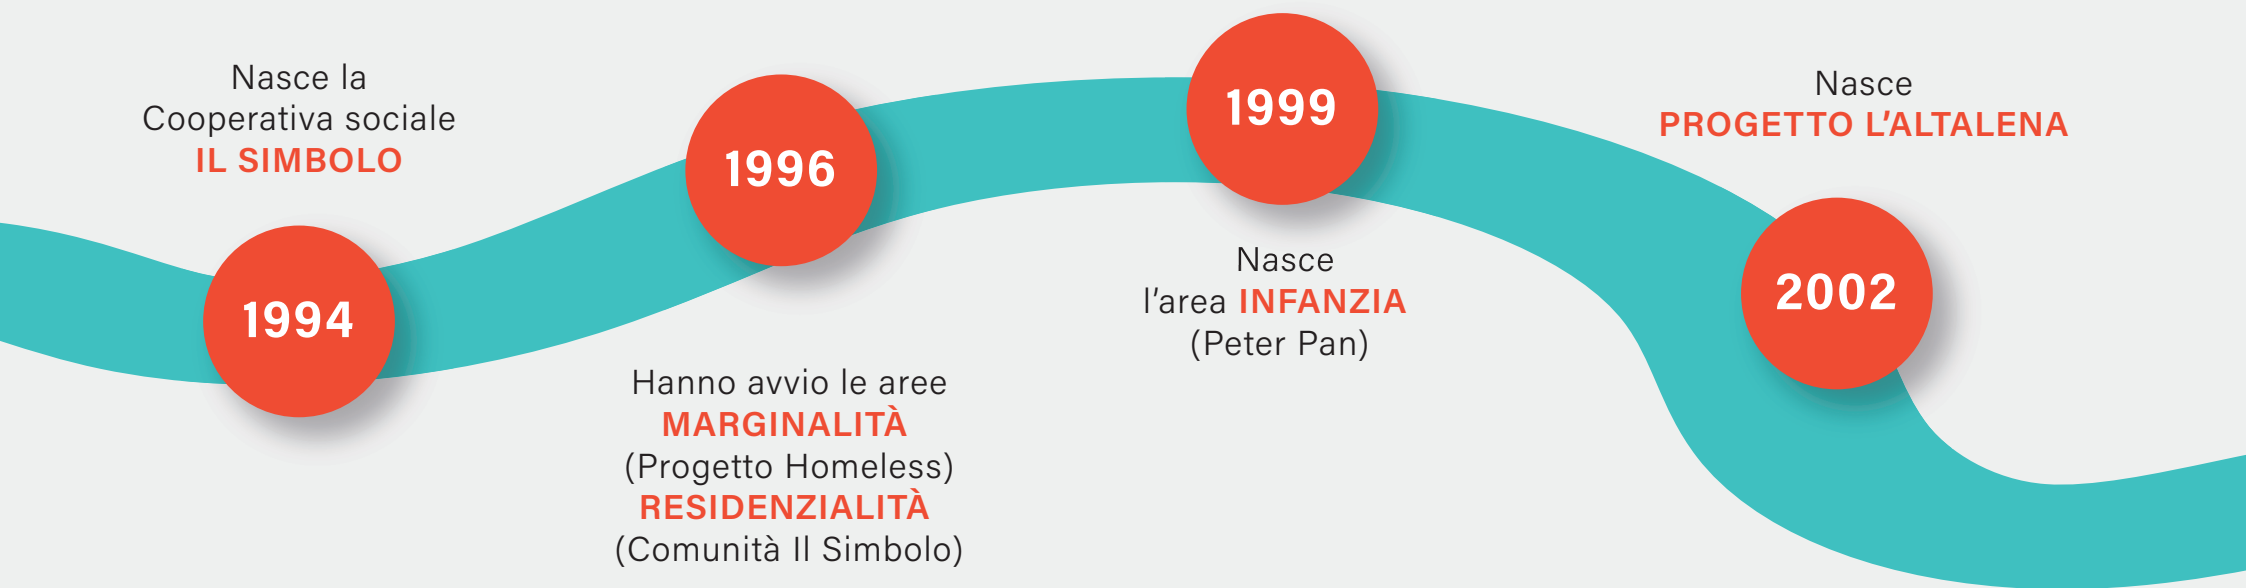 Nasce la
Cooperativa sociale
IL SIMBOLO
1994
1996
Hanno avvio le aree
MARGINALITÀ
(Progetto Homeless)
RESIDENZIALITÀ
(Comunità Il Simbolo)
1999
Nasce
l’area INFANZIA
(Peter Pan)
Nasce
PROGETTO L’ALTALENA
2002